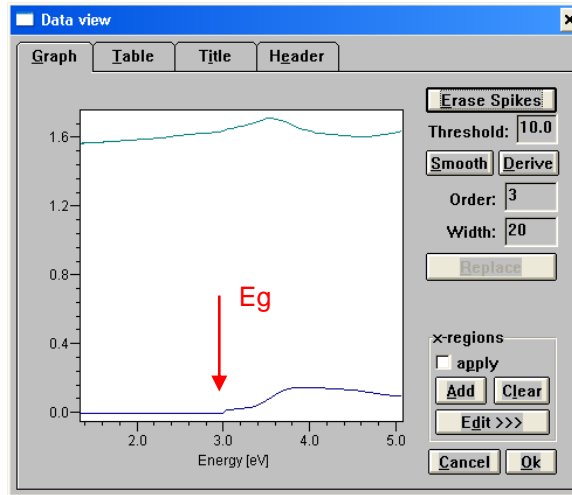 Data view
Graph Table Title Header
Erase Spikes
Threshold: 10.0
Smooth Derive
Order: 3
Width: 20
Replace
x-regions
apply
Add Clear
Edit >>>
Cancel Ok
1.6
1.2
0.8
0.4
0.0
Eg
2.0 3.0 4.0 5.0
Energy [eV]